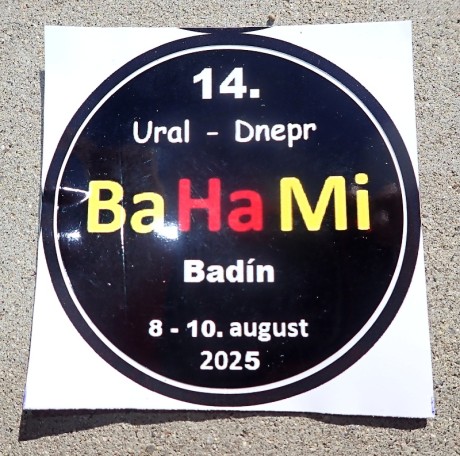 14.
Ural - Dnepr
BaHaMi
Badín
8 - 10. august
2025